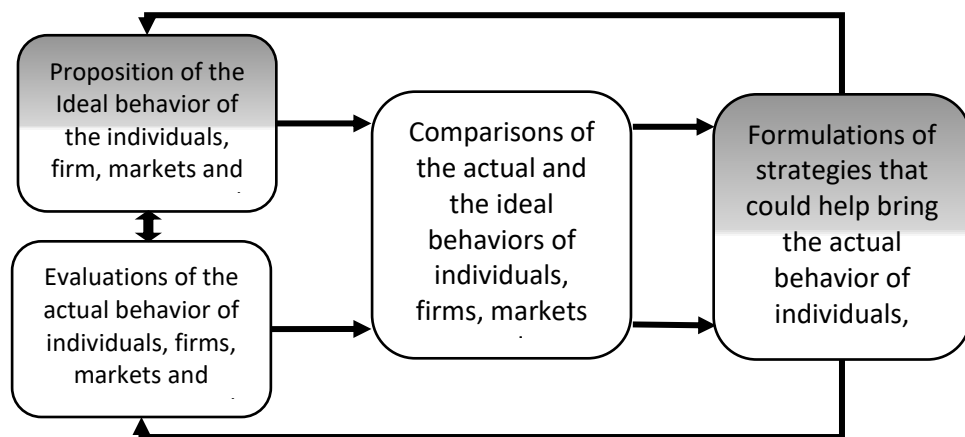 Proposition of the
Ideal behavior of
the individuals,
firm, markets and
Evaluations of the
actual behavior of
individuals, firms,
markets and
Comparisons of
the actual and
the ideal
behaviors of
individuals,
firms, markets
Formulations of
strategies that
could help bring
the actual
behavior of
individuals,